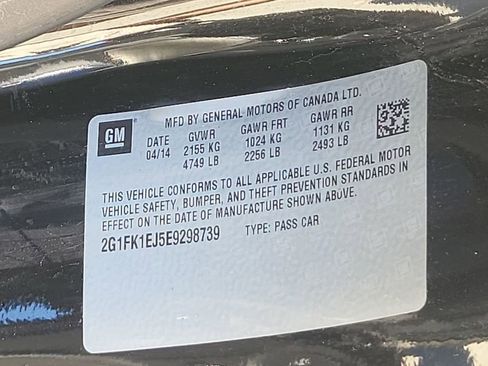 MFD BY GENERAL MOTORS OF CANADA LTD.
GM
DATE GVWR GAWR FRT GAWR RR
04/14 2155 KG 1024 KG 1131 KG
4749 LB 2256 LB 2493 LB
THIS VEHICLE CONFORMS TO ALL APPLICABLE U.S. FEDERAL MOTOR
VEHICLE SAFETY, BUMPER, AND THEFT PREVENTION STANDARDS IN
EFFECT ON THE DATE OF MANUFACTURE SHOWN ABOVE.
2G1FK1EJ5E9298739 TYPE: PASS CAR